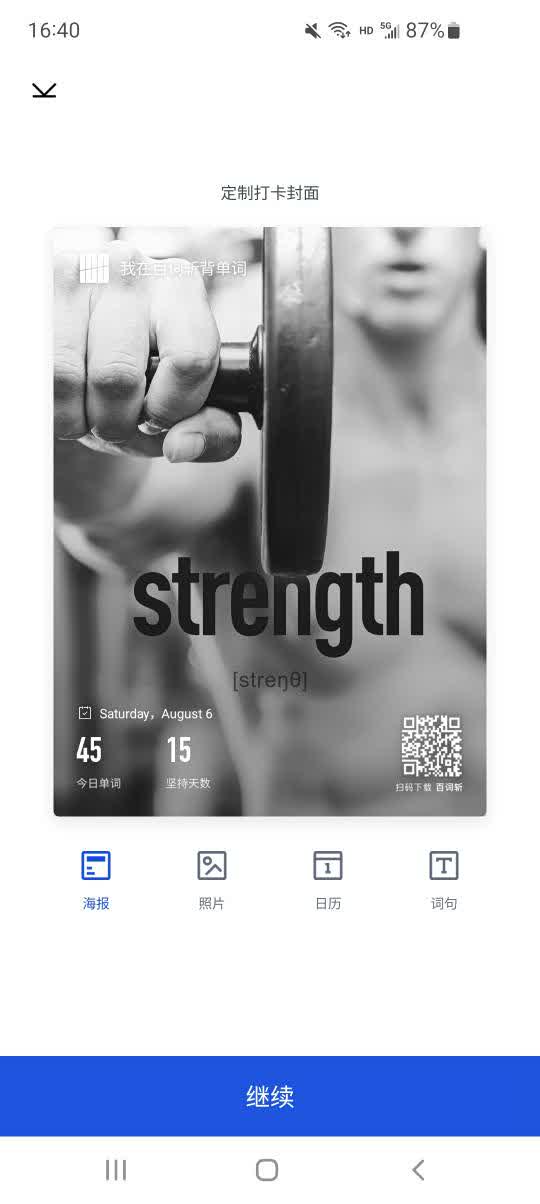 16:40
HD 5G 87%
定制打卡封面
我在百词斩背单词
strength
[streŋθ]
Saturday, August 6
45 15
今日单词 坚持天数
扫码下载 百词斩
海报 照片 日历 词句
继续